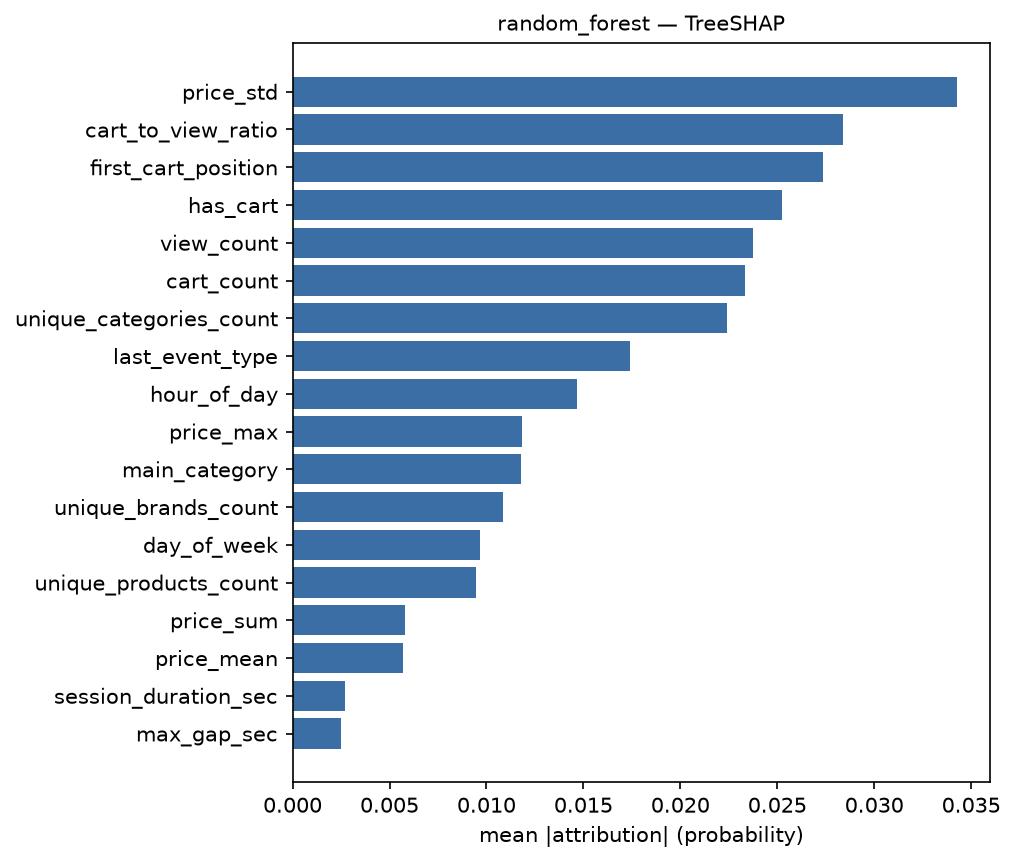 random_forest — TreeSHAP
price_std
cart_to_view_ratio
first_cart_position
has_cart
view_count
cart_count
unique_categories_count
last_event_type
hour_of_day
price_max
main_category
unique_brands_count
day_of_week
unique_products_count
price_sum
price_mean
session_duration_sec
max_gap_sec
0.000 0.005 0.010 0.015 0.020 0.025 0.030 0.035
mean |attribution| (probability)